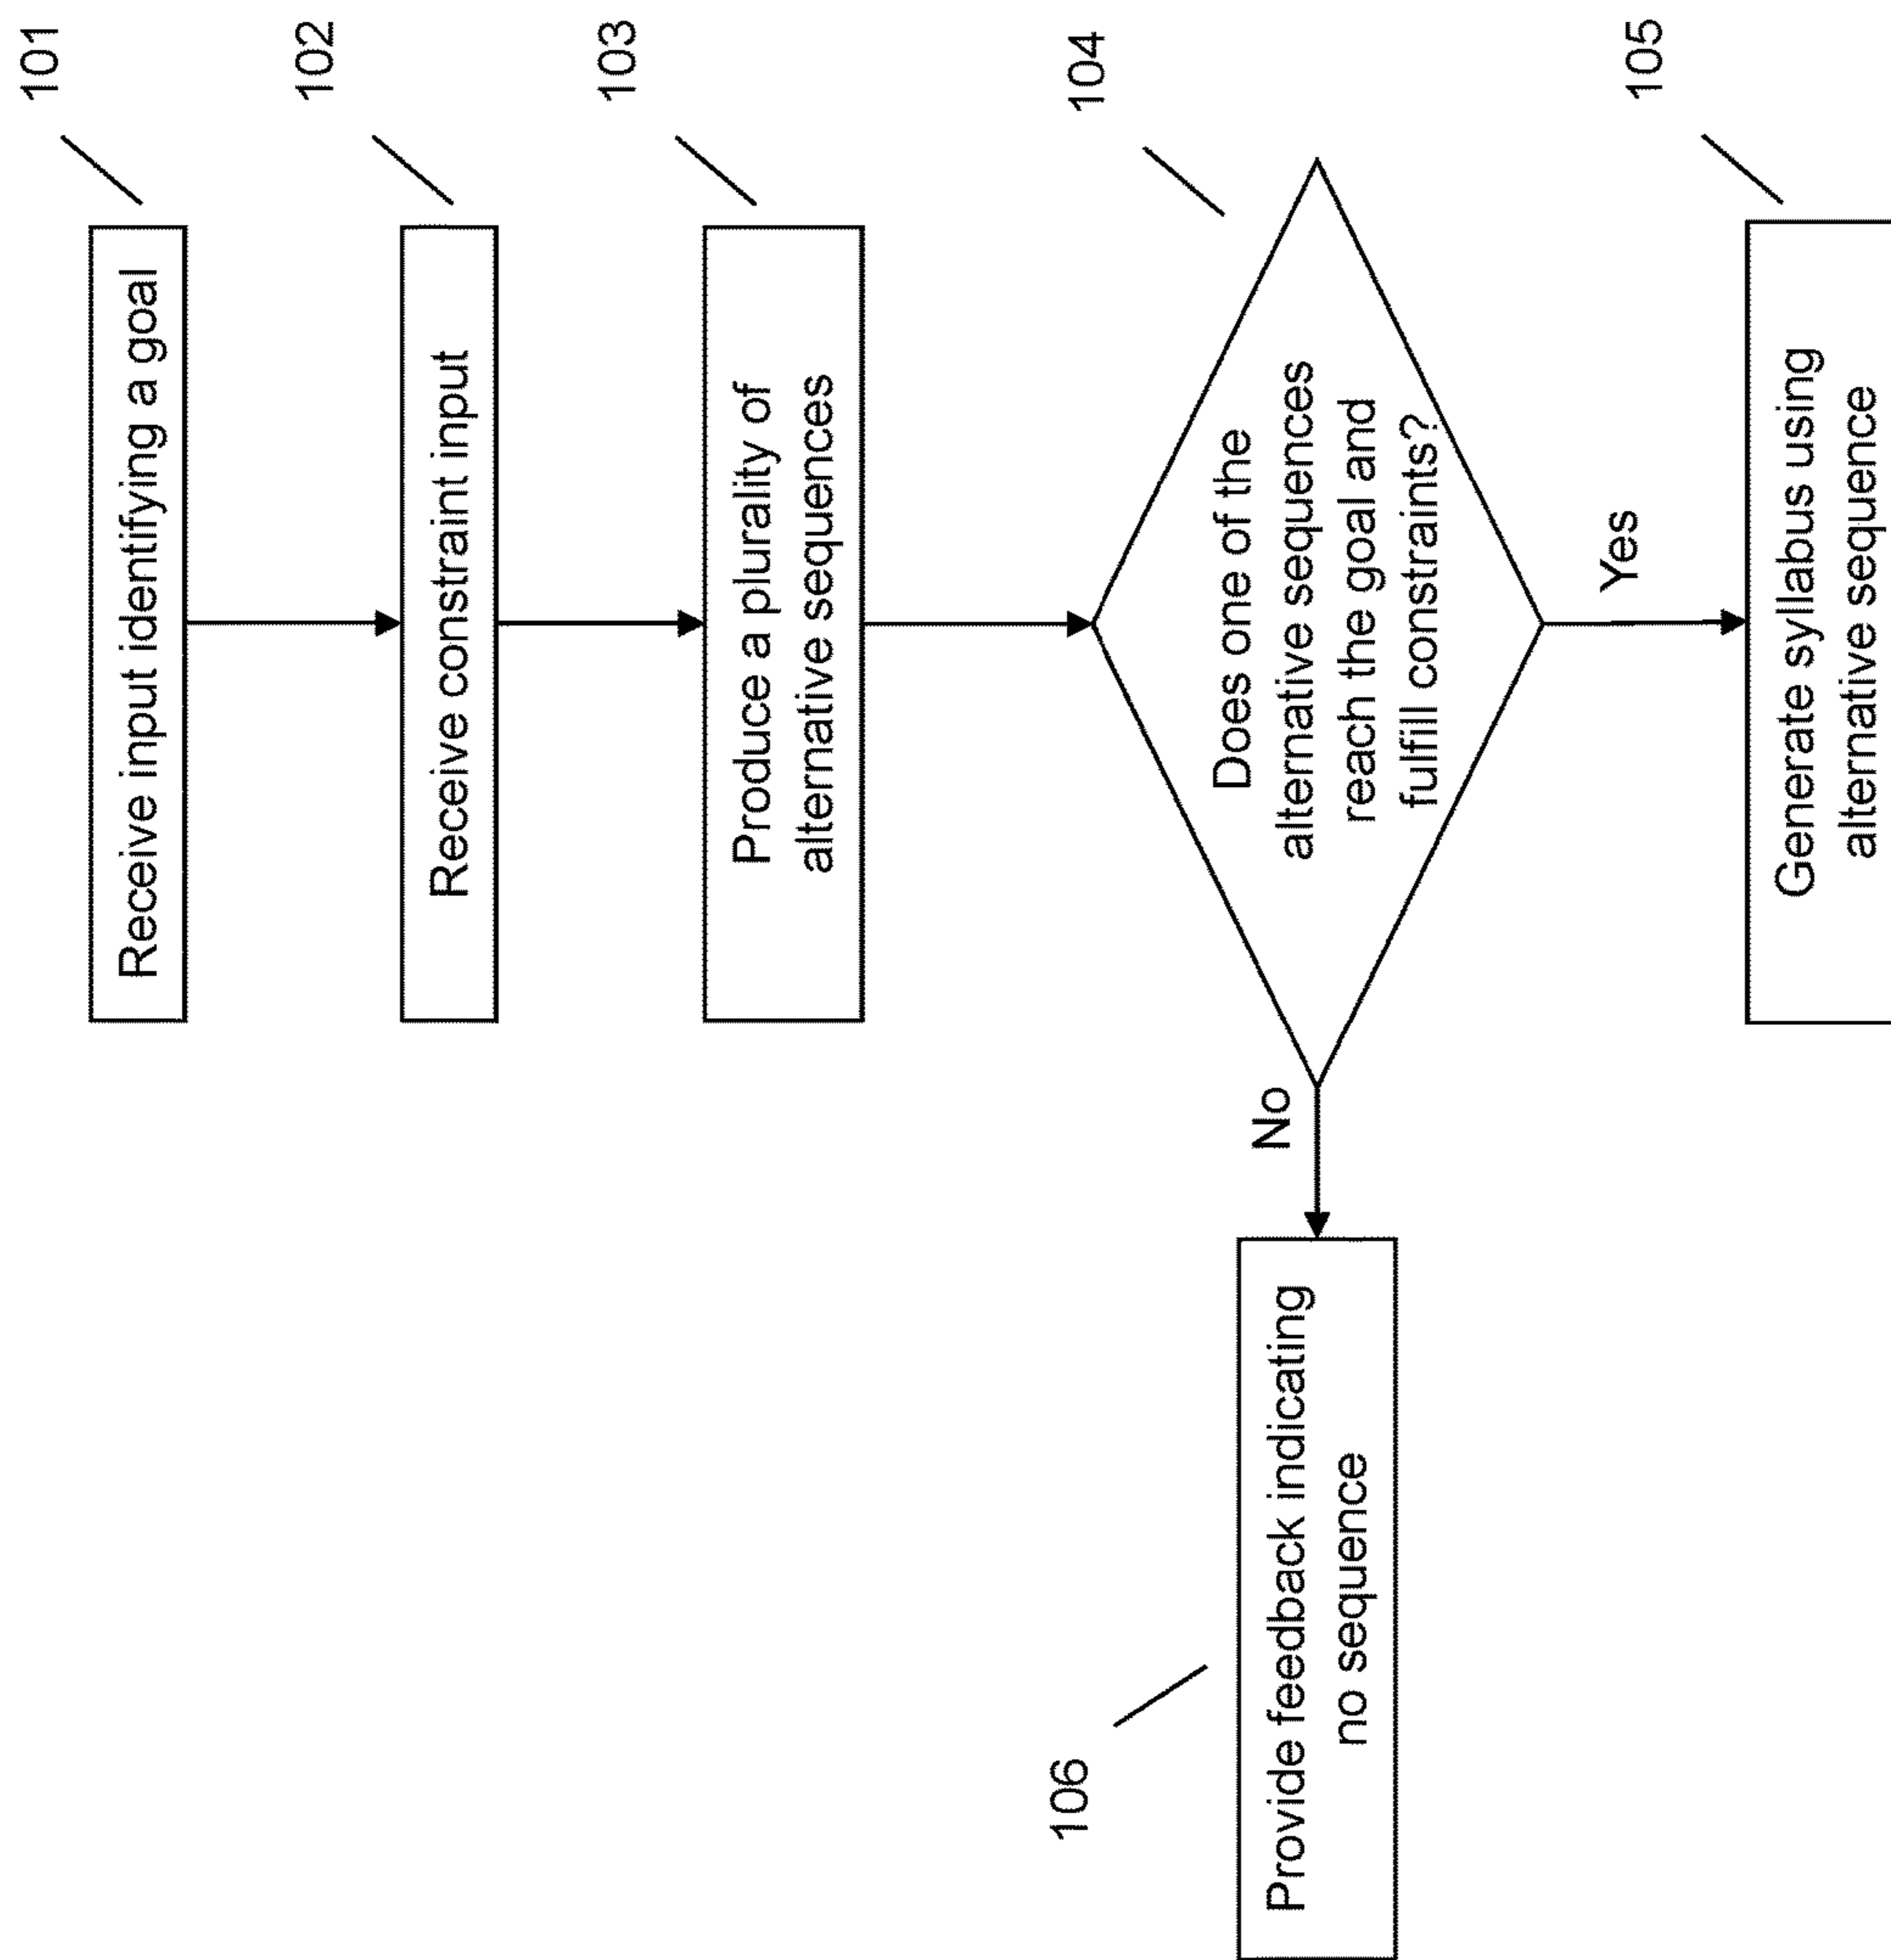 101
Receive input identifying a goal
102
Receive constraint input
103
Produce a plurality of
alternative sequences
104
Does one of the
alternative sequences
reach the goal and
fulfill constraints?
No
106
Provide feedback indicating
no sequence
Yes
105
Generate syllabus using
alternative sequence